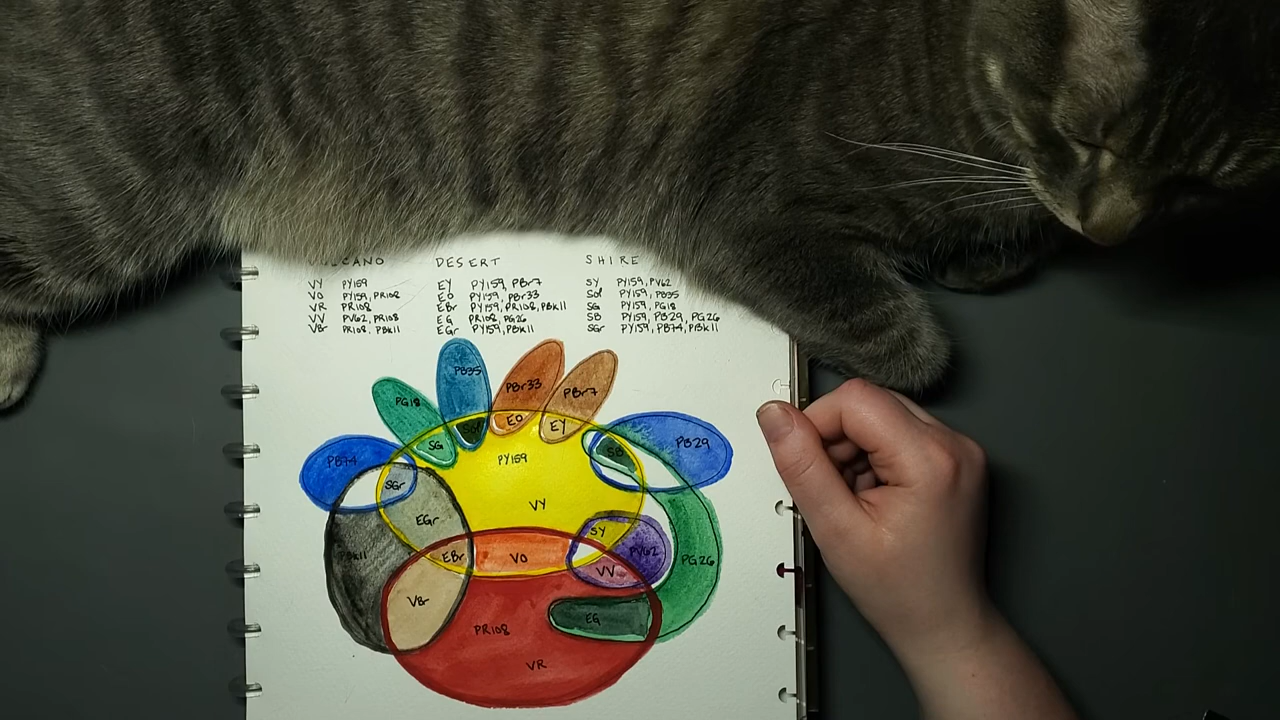 DESERT
SHIRE
VY PY159
VO PY159, PR108
VR PR108
VV PV62, PR108
VBr PR108, PBk11
EY PY159, PBr7
EO PY159, PBr33
EBr PY159, PR108, PBk11
EG PR108, PG26
EGr PY159, PBk11
SY PY159, PV62
SGY PY159, PB35
SG PY159, PG18
SB PY159, PB29, PG26
SGr PY159, PB74, PBk11
PB35
PBr33
PBr7
PG18
EO
EY
SG
PB29
SB
PB74
PY159
SGr
VY
EGr
SY
PV62
PBk11
EBr
VO
PG26
VV
VBr
EG
PR108
VR